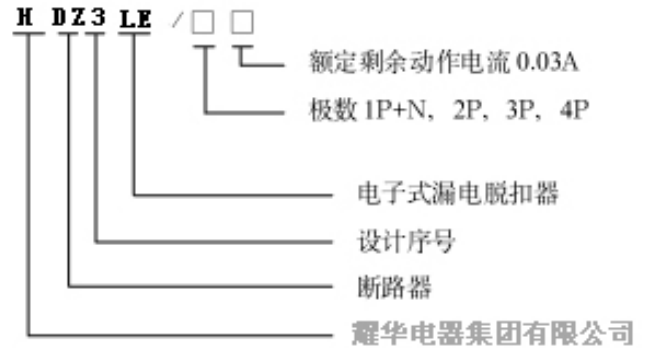 H DZ3 LE /□ □
额定剩余动作电流 0.03A
极数 1P+N，2P，3P，4P
电子式漏电脱扣器
设计序号
断路器
耀华电器集团有限公司